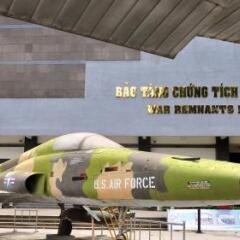 BẢO TÀNG CHỨNG TÍCH
WAR REMNANTS
U.S. AIR FORCE